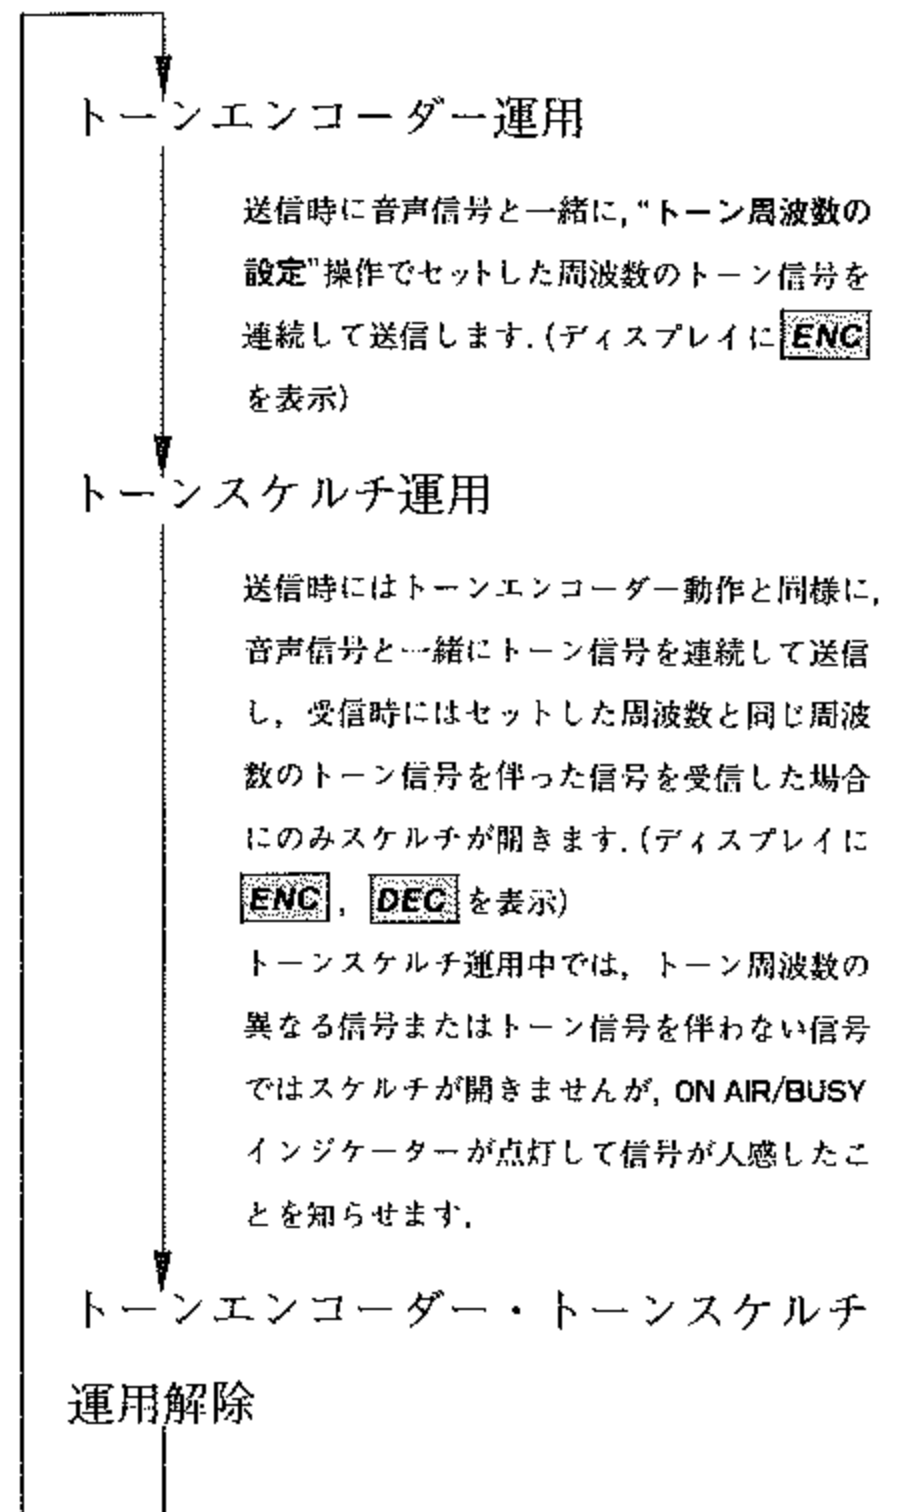 トーンエンコーダー運用
送信時に音声信号と一緒に,“トーン周波数の
設定”操作でセットした周波数のトーン信号を
連続して送信します.(ディスプレイにENC
を表示)
トーンスケルチ運用
送信時にはトーンエンコーダー動作と同様に,
音声信号と一緒にトーン信号を連続して送信
し,受信時にはセットした周波数と同じ周波
数のトーン信号を伴った信号を受信した場合
にのみスケルチが開きます.(ディスプレイに
ENC,DECを表示)
トーンスケルチ運用中では,トーン周波数の
異なる信号またはトーン信号を伴わない信号
ではスケルチが開きませんが,ON AIR/BUSY
インジケーターが点灯して信号が入感したこ
とを知らせます.
トーンエンコーダー・トーンスケルチ
運用解除